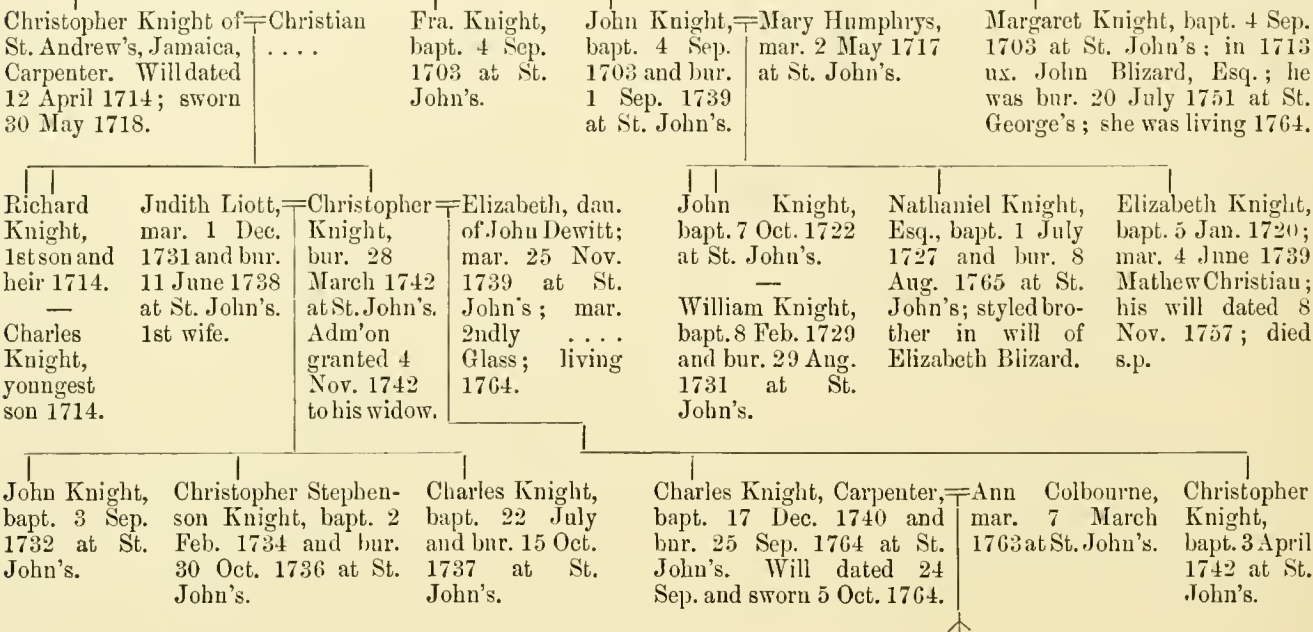 Christopher Knight of=Christian
St. Andrew's, Jamaica, . . . .
Carpenter. Will dated
12 April 1714; sworn
30 May 1718.
Fra. Knight,
bapt. 4 Sep.
1703 at St.
John's.
John Knight,=Mary Humphrys,
bapt. 4 Sep. mar. 2 May 1717
1703 and bur. at St. John's.
1 Sep. 1739
at St. John's.
Margaret Knight, bapt. 4 Sep.
1703 at St. John's; in 1713
ux. John Blizard, Esq.; he
was bur. 20 July 1751 at St.
George's; she was living 1764.
Richard
Knight,
1st son and
heir 1714.
—
Charles
Knight,
youngest
son 1714.
Judith Liott,=
mar. 1 Dec.
1731 and bur.
11 June 1738
at St. John's.
1st wife.
Christopher=
Knight,
bur. 28
March 1742
at St. John's.
Adm'on
granted 4
Nov. 1742
to his widow.
Elizabeth, dau.
of John Dewitt;
mar. 25 Nov.
1739 at St.
John's; mar.
2ndly . . . .
Glass; living
1764.
John Knight,
bapt. 7 Oct. 1722
at St. John's.
—
William Knight,
bapt. 8 Feb. 1729
and bur. 29 Aug.
1731 at St.
John's.
Nathaniel Knight,
Esq., bapt. 1 July
1727 and bur. 8
Aug. 1765 at St.
John's; styled bro-
ther in will of
Elizabeth Blizard.
Elizabeth Knight,
bapt. 5 Jan. 1720;
mar. 4 June 1739
Mathew Christian;
his will dated 8
Nov. 1757; died
s.p.
John Knight,
bapt. 3 Sep.
1732 at St.
John's.
Christopher Stephen-
son Knight, bapt. 2
Feb. 1734 and bur.
30 Oct. 1736 at St.
John's.
Charles Knight,
bapt. 22 July
and bur. 15 Oct.
1737 at St.
John's.
Charles Knight, Carpenter,=
bapt. 17 Dec. 1740 and
bur. 25 Sep. 1764 at St.
John's. Will dated 24
Sep. and sworn 5 Oct. 1764.
Ann Colbourne,
mar. 7 March
1763 at St. John's.
Christopher
Knight,
bapt. 3 April
1742 at St.
John's.